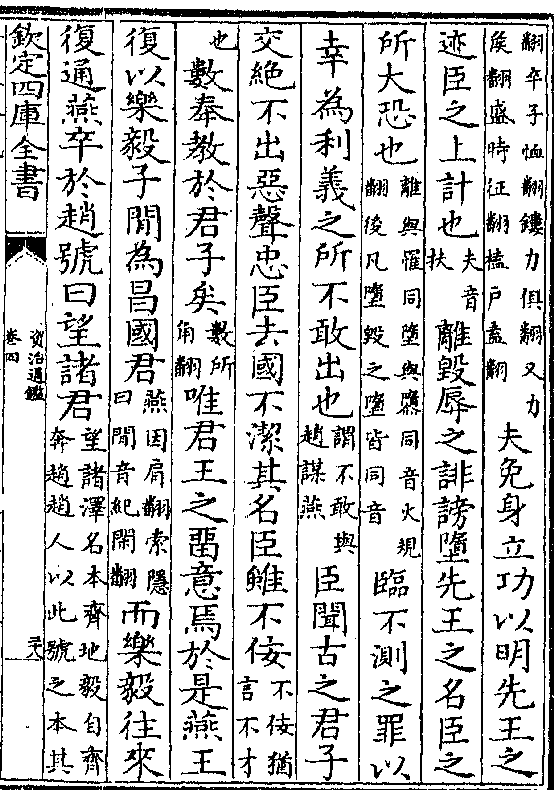 翻卒子恤翻鏤力俱翻又力侯翻盛時征翻榼戶盍翻夫免身立功以明先王之
迹臣之上計也夫音扶離毀辱之誹謗墮先王之名臣之
所大恐也離與罹同墮與隳同音火規翻後凡墮毀之墮皆同音臨不測之罪以
幸為利義之所不敢出也謂不敢與趙謀燕臣聞古之君子
交絶不出惡聲忠臣去國不潔其名臣雖不佞不佞猶言不才
也數奉教於君子矣數所角翻唯君王之留意焉於是燕王
復以樂毅子閒為昌國君燕因肩翻索隱曰閒音紀閑翻而樂毅往來
復通燕卒於趙號曰望諸君望諸澤名本齊地毅自齊奔趙趙人以此號之本其
欽定四庫全書
資治通鑑
卷四